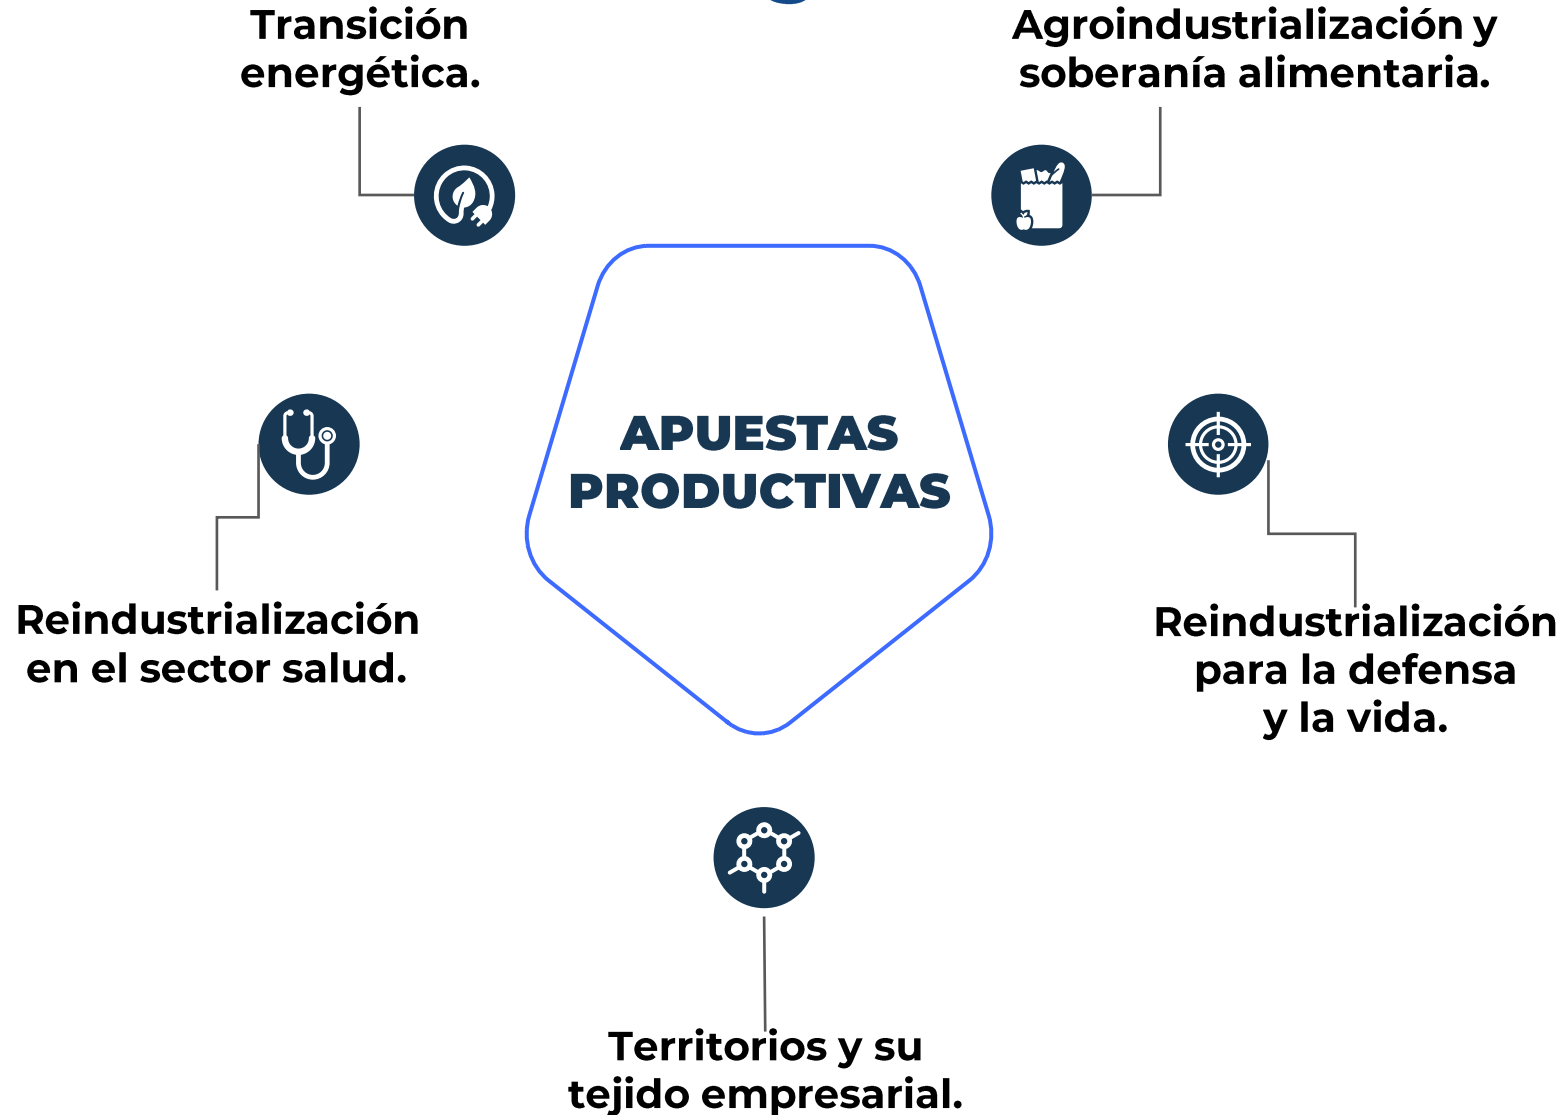 Transición
energética.
Agroindustrialización y
soberanía alimentaria.
APUESTAS
PRODUCTIVAS
Reindustrialización
en el sector salud.
Reindustrialización
para la defensa
y la vida.
Territorios y su
tejido empresarial.